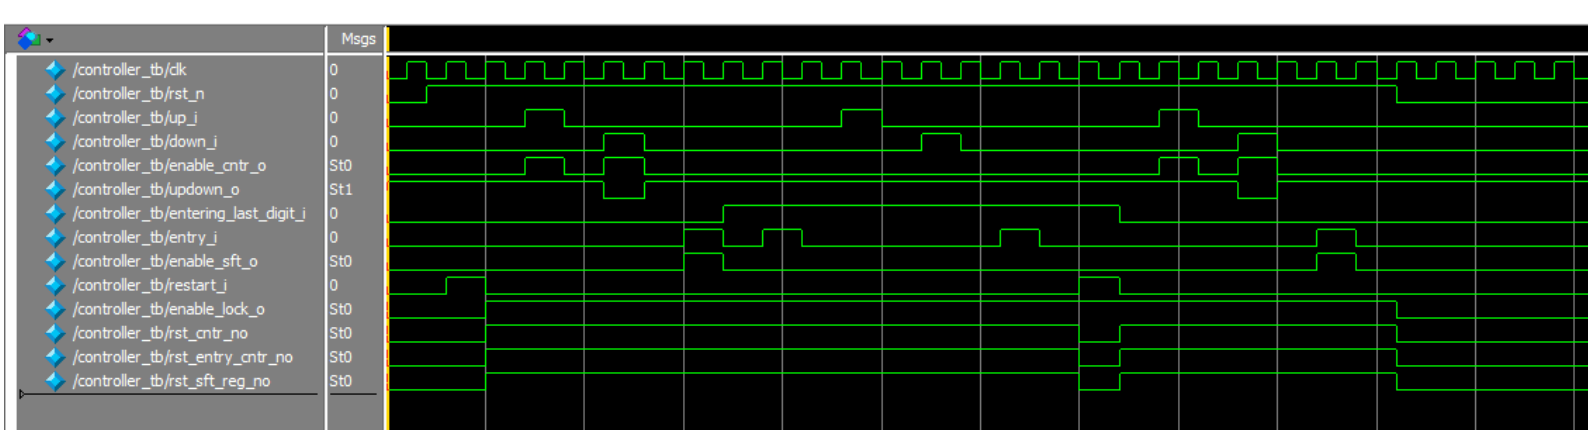 Msgs
/controller_tb/clk 0
/controller_tb/rst_n 0
/controller_tb/up_i 0
/controller_tb/down_i 0
/controller_tb/enable_cntr_o St0
/controller_tb/updown_o St1
/controller_tb/entering_last_digit_i 0
/controller_tb/entry_i 0
/controller_tb/enable_sft_o St0
/controller_tb/restart_i 0
/controller_tb/enable_lock_o St0
/controller_tb/rst_cntr_no St0
/controller_tb/rst_entry_cntr_no St0
/controller_tb/rst_sft_reg_no St0